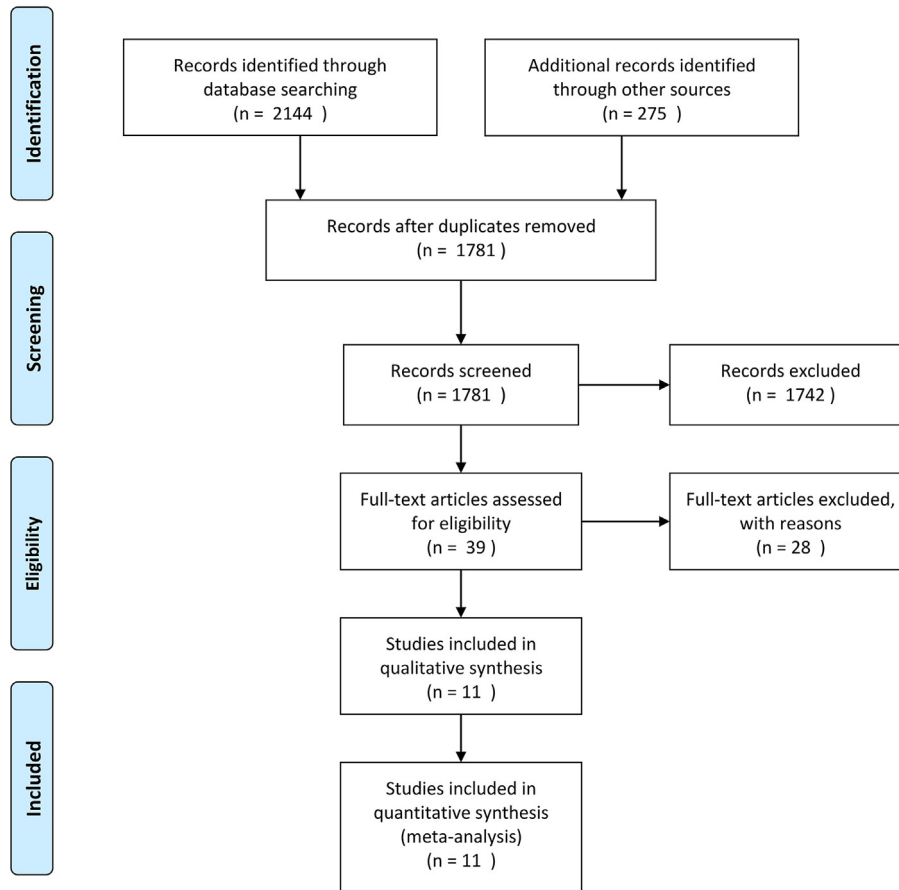 Identification
Records identified through
database searching
(n = 2144 )
Additional records identified
through other sources
(n = 275 )
Records after duplicates removed
(n = 1781 )
Screening
Records screened
(n = 1781 )
Records excluded
(n = 1742 )
Eligibility
Full-text articles assessed
for eligibility
(n = 39 )
Full-text articles excluded,
with reasons
(n = 28 )
Studies included in
qualitative synthesis
(n = 11 )
Included
Studies included in
quantitative synthesis
(meta-analysis)
(n = 11 )